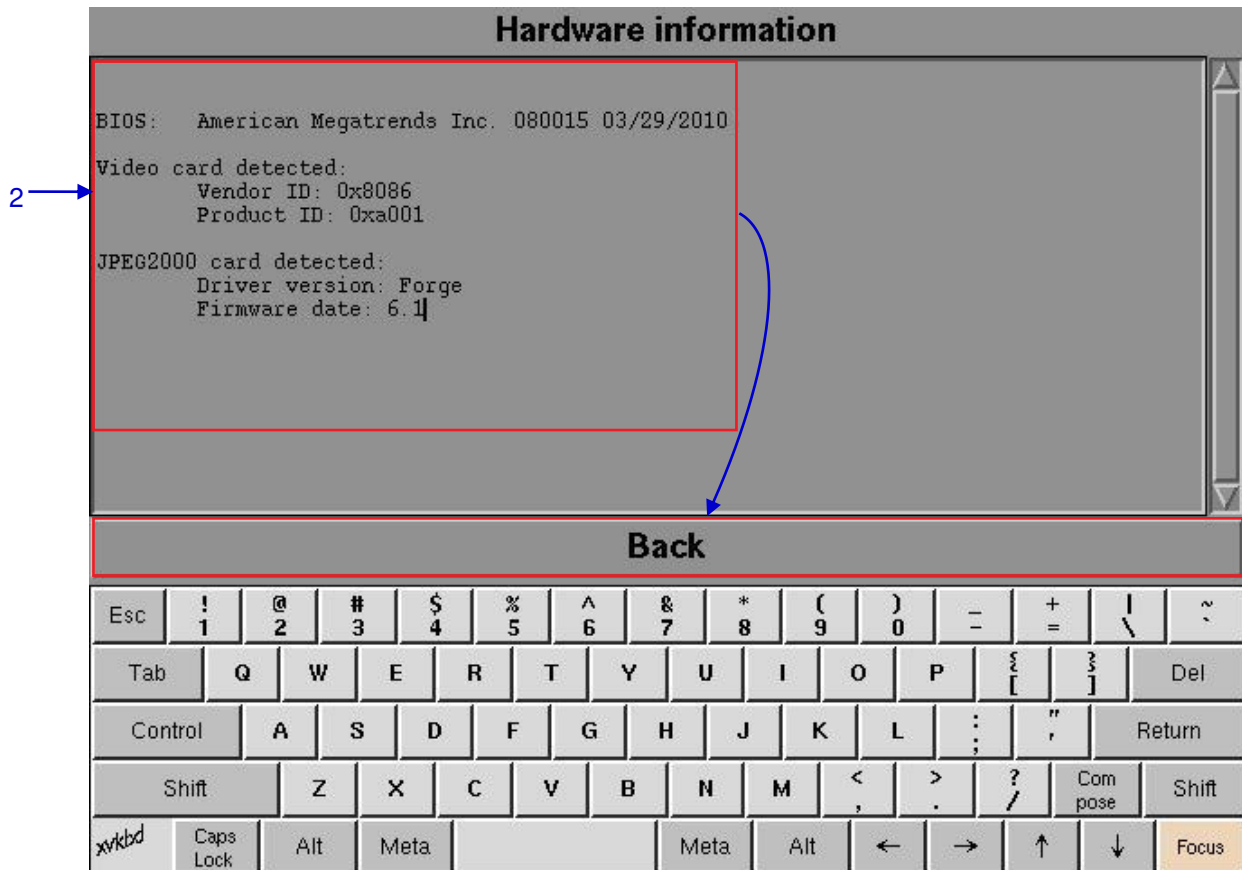 Hardware information
BIOS: American Megatrends Inc. 080015 03/29/2010
Video card detected:
Vendor ID: 0x8086
Product ID: 0xa001
2
JPEG2000 card detected:
Driver version: Forge
Firmware date: 6.1
Back
Esc ! 1 @ 2 # 3 $ 4 % 5 ^ 6 & 7 * 8 ( 9 ) 0 _ - + = | \ ~ `
Tab Q W E R T Y U I O P { [ } ] Del
Control A S D F G H J K L : ; " ' Return
Shift Z X C V B N M < , > . ? / Com pose Shift
xvkbd Caps Lock Alt Meta Meta Alt ← → ↑ ↓ Focus